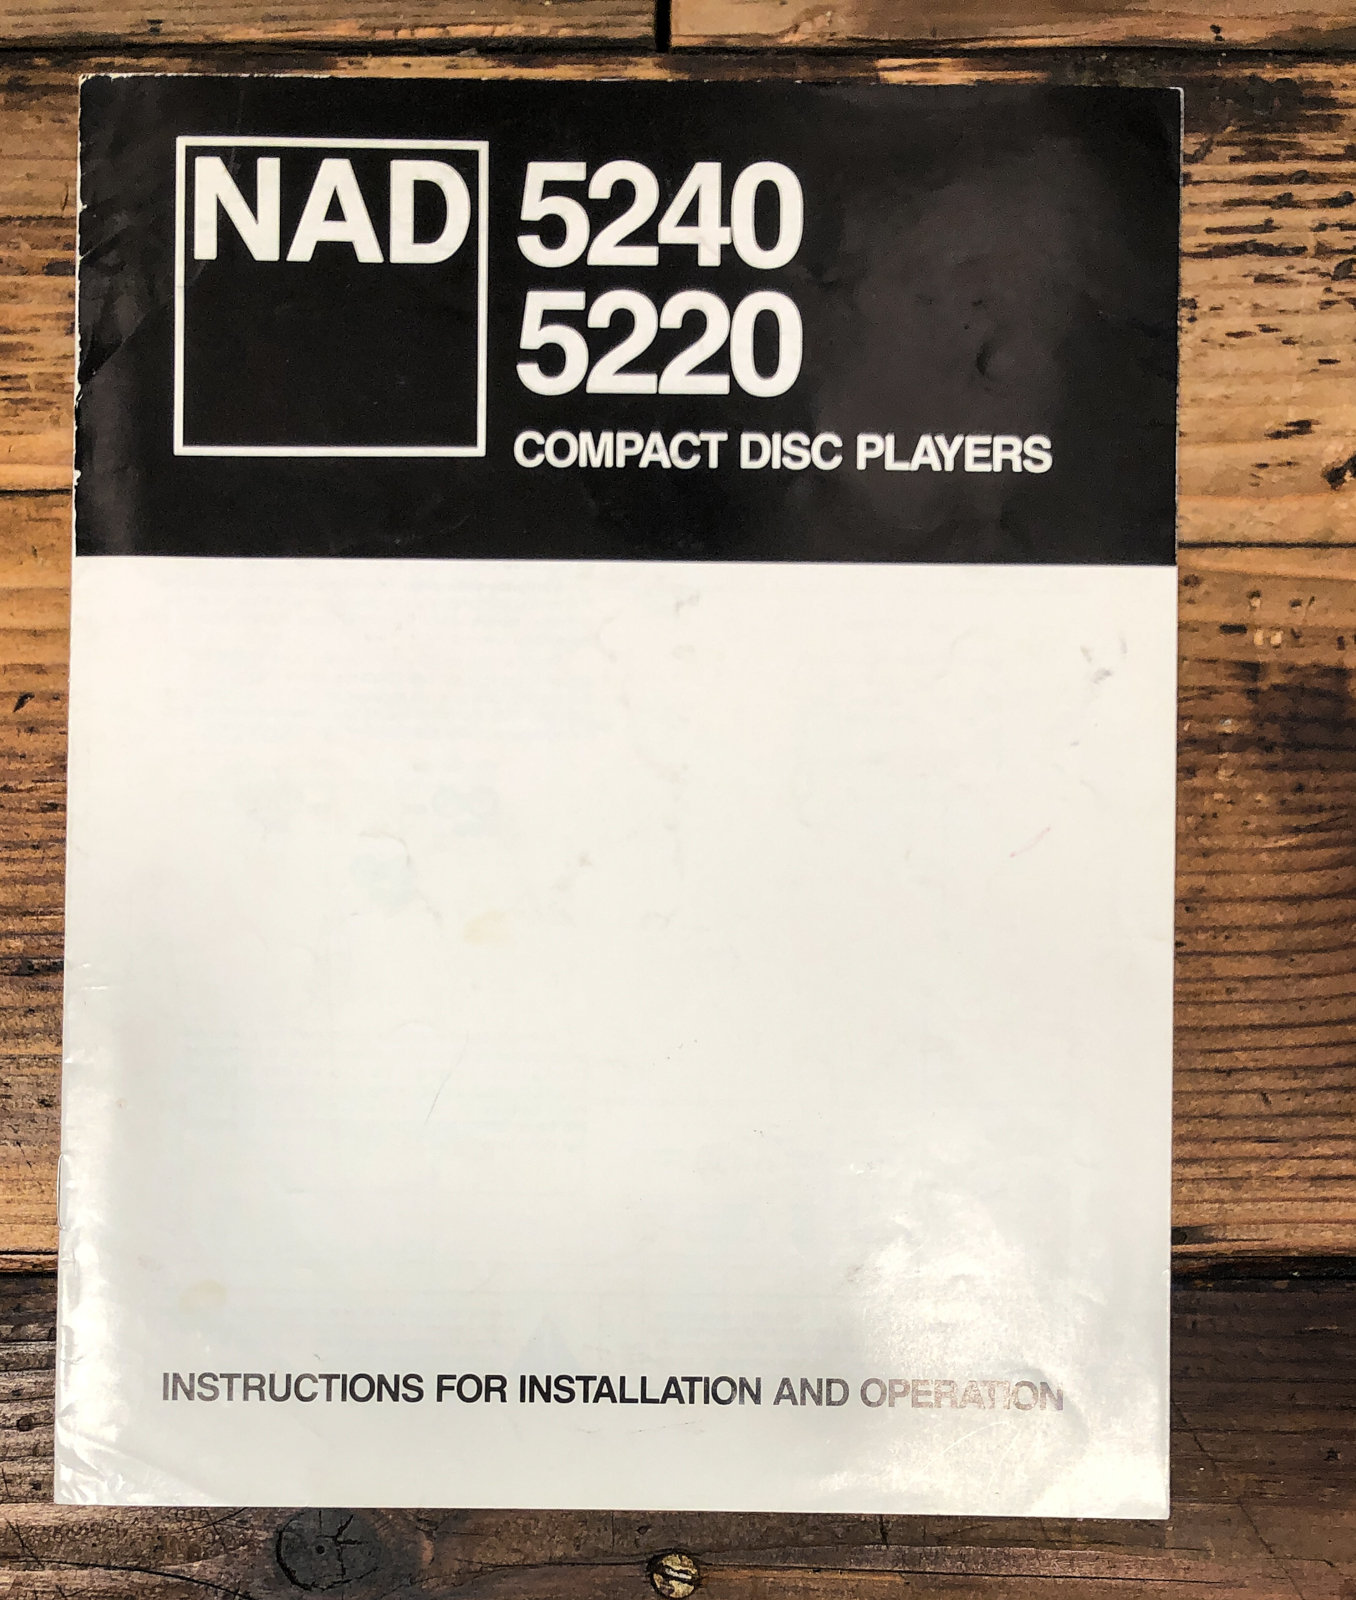 NAD 5240
5220
COMPACT DISC PLAYERS
INSTRUCTIONS FOR INSTALLATION AND OPERATION